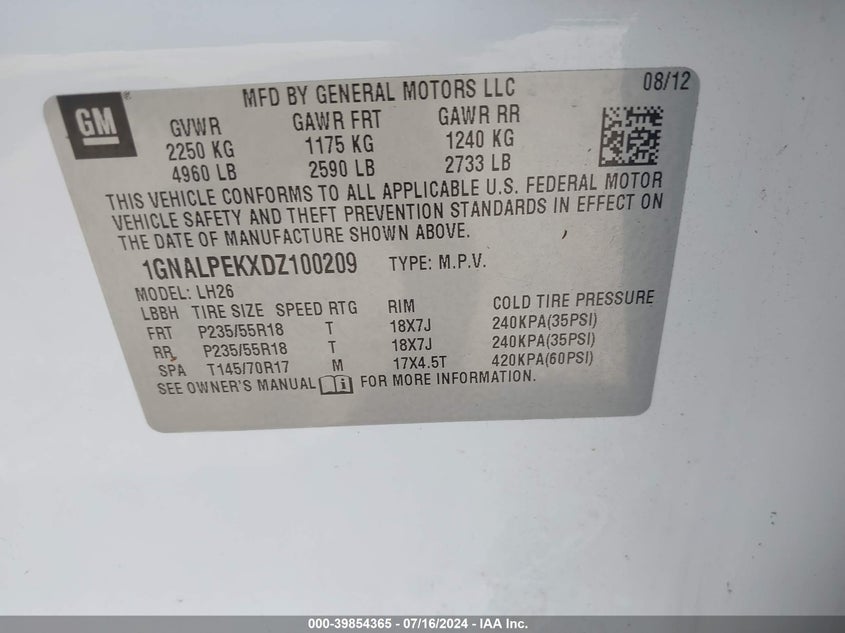 GM®
MFD BY GENERAL MOTORS LLC 08/12
GVWR GAWR FRT GAWR RR
2250 KG 1175 KG 1240 KG
4960 LB 2590 LB 2733 LB
THIS VEHICLE CONFORMS TO ALL APPLICABLE U.S. FEDERAL MOTOR
VEHICLE SAFETY AND THEFT PREVENTION STANDARDS IN EFFECT ON
THE DATE OF MANUFACTURE SHOWN ABOVE.
1GNALPEKXDZ100209 TYPE: M.P.V.
MODEL: LH26
LBBH TIRE SIZE SPEED RTG RIM COLD TIRE PRESSURE
FRT P235/55R18 T 18X7J 240KPA(35PSI)
RR P235/55R18 T 18X7J 240KPA(35PSI)
SPA T145/70R17 M 17X4.5T 420KPA(60PSI)
SEE OWNER'S MANUAL FOR MORE INFORMATION.
000-39854365 - 07/16/2024 - IAA Inc.